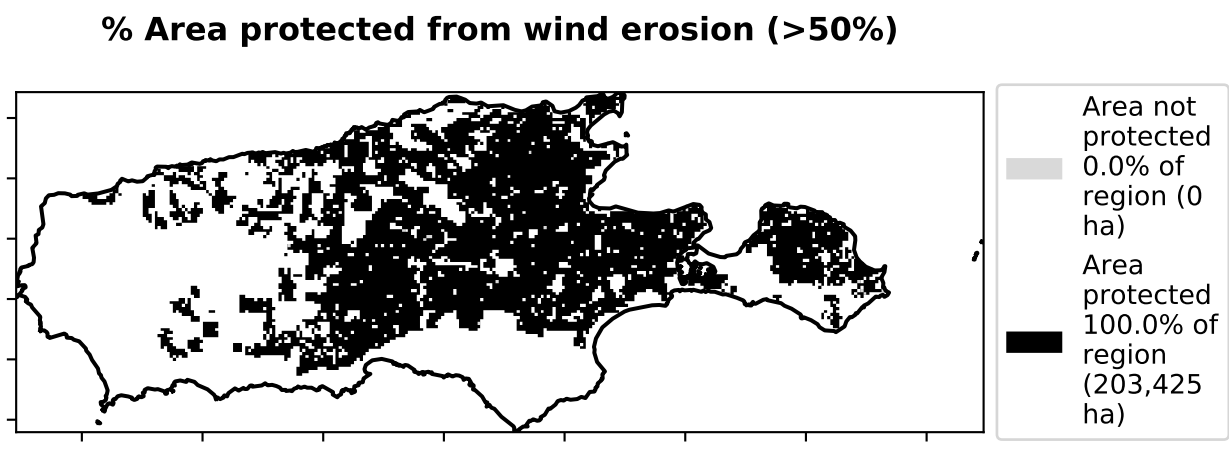 % Area protected from wind erosion (>50%)
Area not
protected
0.0% of
region (0
ha)
Area
protected
100.0% of
region
(203,425
ha)